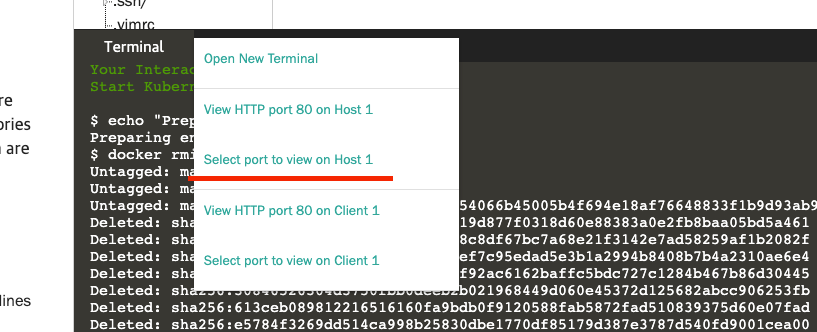 .ssh/
.vimrc
Terminal
Your Interac
Start Kubern
Open New Terminal
re
View HTTP port 80 on Host 1
$ echo "Prep
ories
Preparing en
n are
$ docker rmi
Select port to view on Host 1
Untagged: ma
Untagged: ma
Untagged: ma 54066b45005b4f694e18af76648833f1b9d93ab9
View HTTP port 80 on Client 1
Deleted: sha 19d877f0318d60e88383a0e2fb8baa05bd5a461
Deleted: sha 8c8df67bc7a68e21f3142e7ad58259af1b2082f
Deleted: sha ef7c95edad5e3b1a2994b8408b7b4a2310ae6e4
Select port to view on Client 1
Deleted: sha f92ac6162baffc5bdc727c1284b467b86d30445
Deleted: b021968449d060e45372d125682abcc906253fb
lines
Deleted: sha256:613ceb089812216516160fa9bdb0f9120588fab5872fad510839375d60e07fad
Deleted: sha256:e5784f3269dd514ca998b25830dbe1770df85179d387e3787d540fd9001cea00